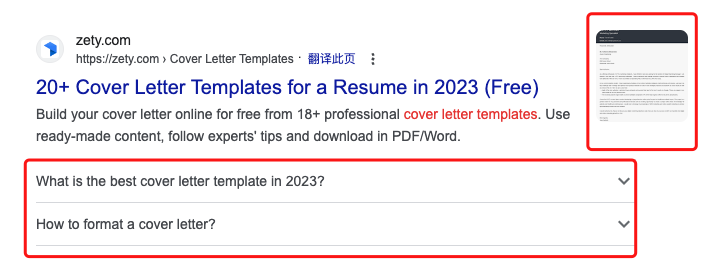 zety.com
https://zety.com › Cover Letter Templates · 翻译此页
20+ Cover Letter Templates for a Resume in 2023 (Free)
Build your cover letter online for free from 18+ professional cover letter templates. Use
ready-made content, follow experts' tips and download in PDF/Word.
What is the best cover letter template in 2023?
How to format a cover letter?